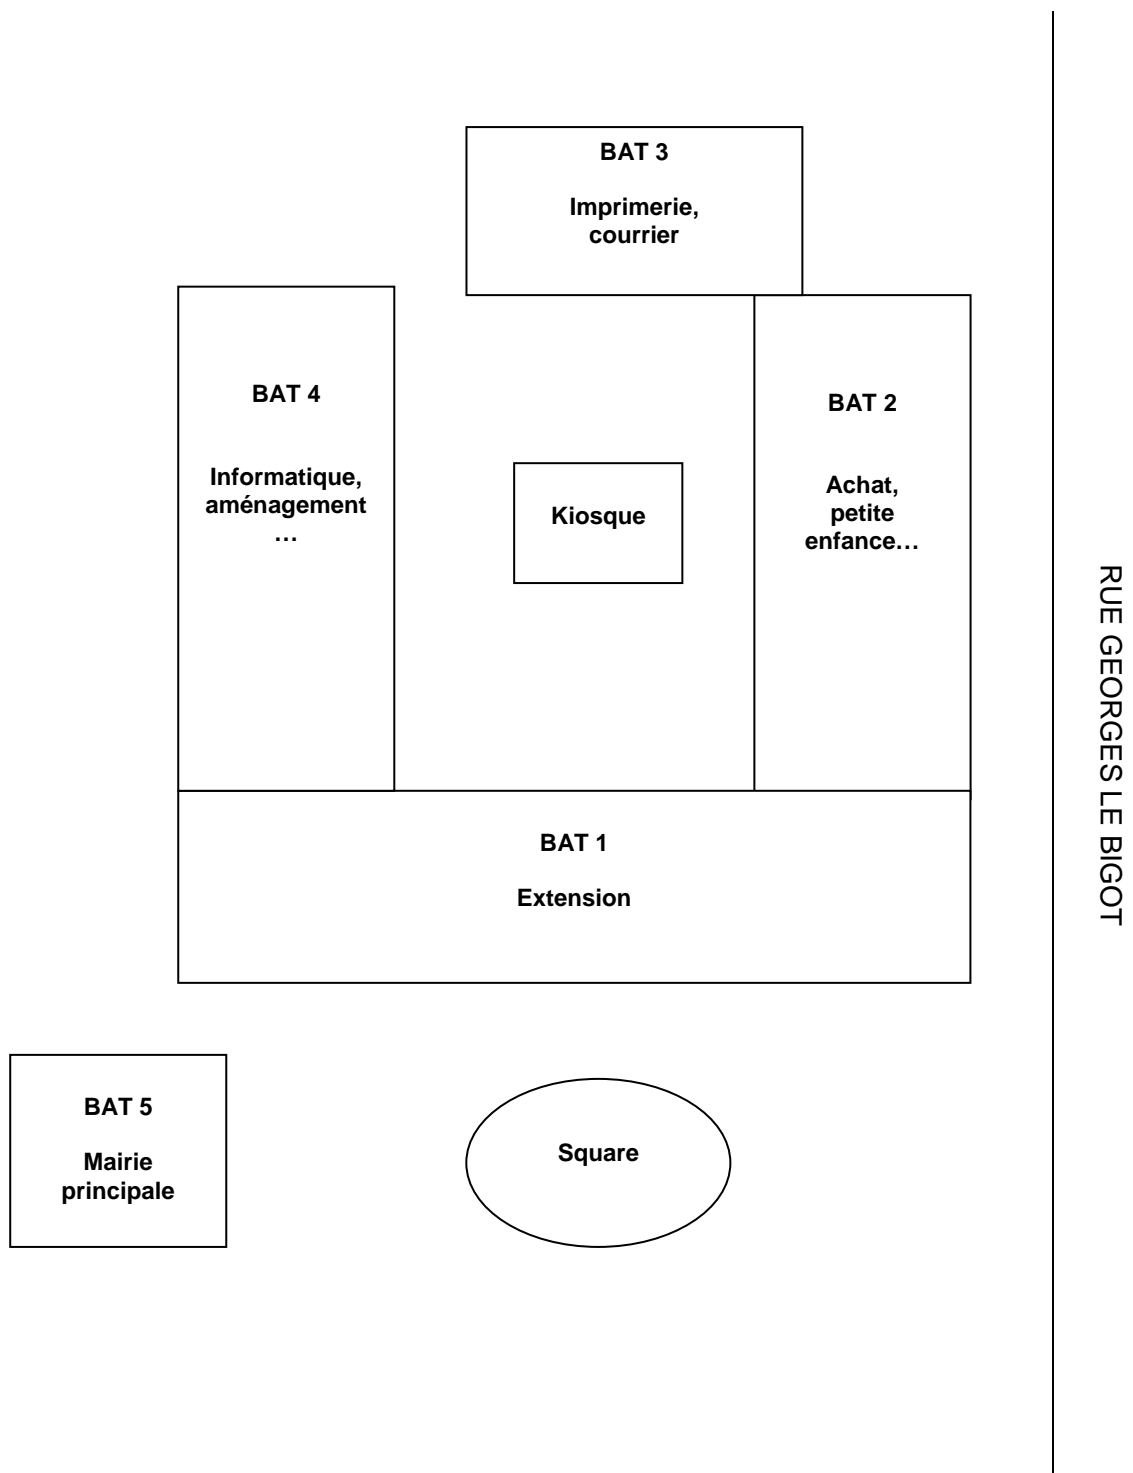 BAT 3
Imprimerie,
courrier
BAT 4
Informatique,
aménagement
…
BAT 2
Achat,
petite
enfance…
Kiosque
RUE GEORGES LE BIGOT
BAT 1
Extension
BAT 5
Mairie
principale
Square